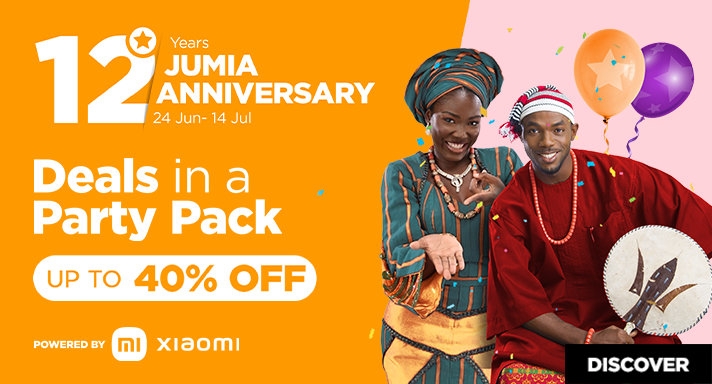 12
Years
JUMIA
ANNIVERSARY
24 Jun- 14 Jul
Deals in a
Party Pack
UP TO 40% OFF
POWERED BY mi xiaomi
DISCOVER